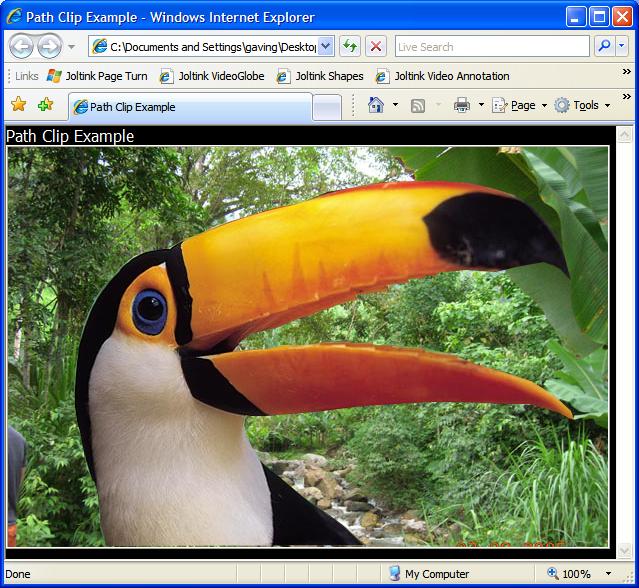 Path Clip Example - Windows Internet Explorer
C:\Documents and Settings\gaving\Deskto
Live Search
Links Joltink Page Turn Joltink VideoGlobe Joltink Shapes Joltink Video Annotation
Path Clip Example Page Tools
Path Clip Example
Done My Computer 100%